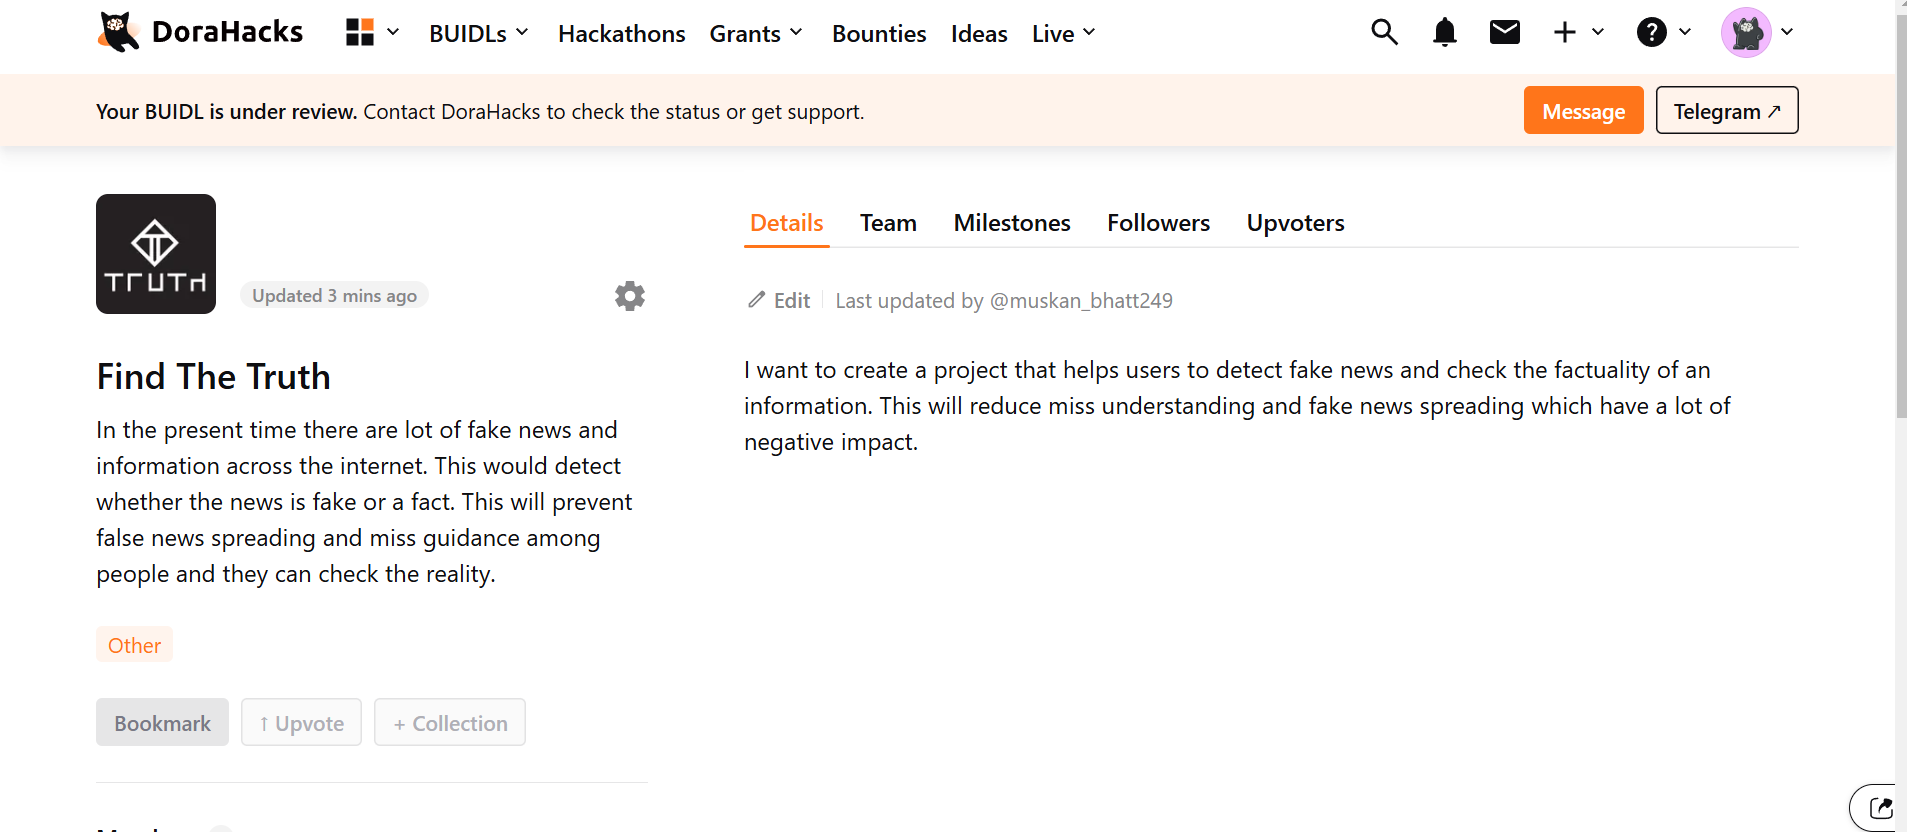 DoraHacks BUIDLs Hackathons Grants Bounties Ideas Live
Your BUIDL is under review. Contact DoraHacks to check the status or get support. Message Telegram ↗
TRUTH
Updated 3 mins ago
Find The Truth
In the present time there are lot of fake news and
information across the internet. This would detect
whether the news is fake or a fact. This will prevent
false news spreading and miss guidance among
people and they can check the reality.
Other
Bookmark ↑ Upvote + Collection
Details Team Milestones Followers Upvoters
Edit Last updated by @muskan_bhatt249
I want to create a project that helps users to detect fake news and check the factuality of an
information. This will reduce miss understanding and fake news spreading which have a lot of
negative impact.